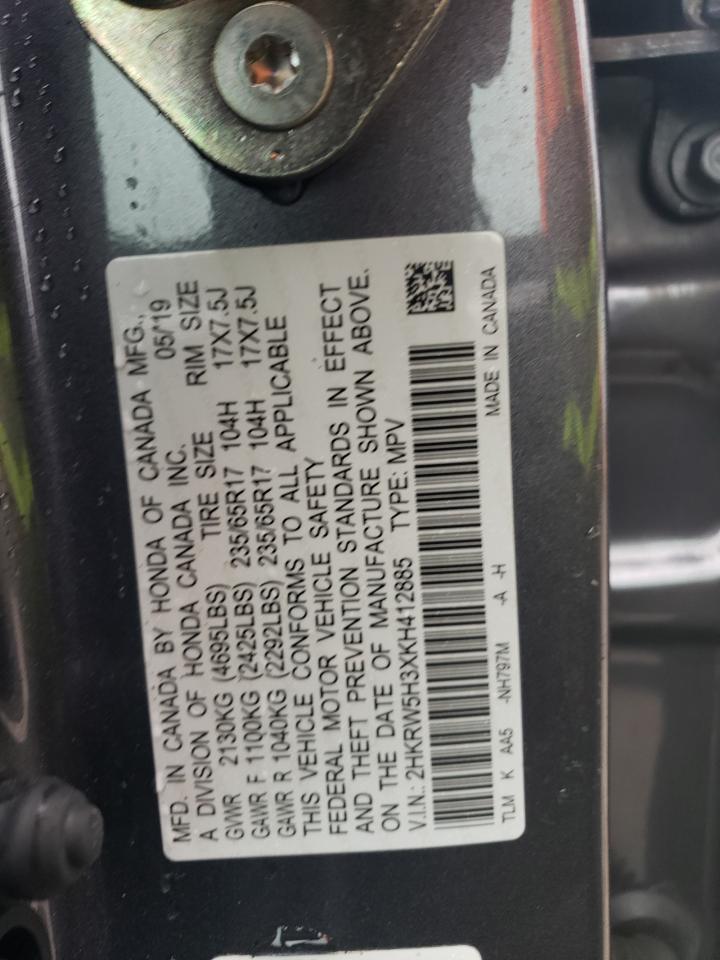 MFD. IN CANADA BY HONDA OF CANADA MFG.,
A DIVISION OF HONDA CANADA INC. 05/19
GVWR 2130KG (4695LBS) TIRE SIZE RIM SIZE
GAWR F 1100KG (2425LBS) 235/65R17 104H 17X7.5J
GAWR R 1040KG (2292LBS) 235/65R17 104H 17X7.5J
THIS VEHICLE CONFORMS TO ALL APPLICABLE
FEDERAL MOTOR VEHICLE SAFETY
AND THEFT PREVENTION STANDARDS IN EFFECT
ON THE DATE OF MANUFACTURE SHOWN ABOVE.
V.I.N.: 2HKRW5H3XKH412885 TYPE: MPV
TLM K AA5 -NH797M -A -H MADE IN CANADA